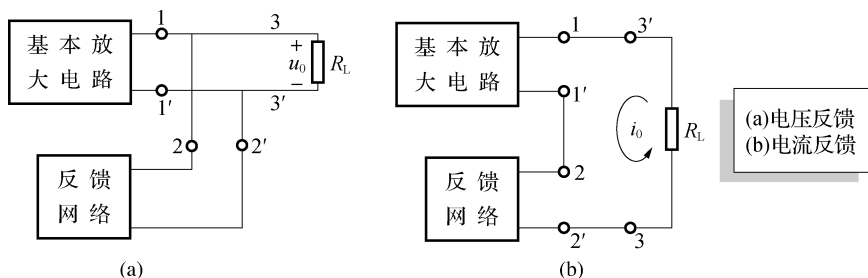 1
3
基本放
大电路
+
u₀
−
R_L
1′
3′
2
2′
反馈
网络
(a)
1
3′
基本放
大电路
1′
i₀
R_L
2
反馈
网络
2′
3
(b)
(a)电压反馈
(b)电流反馈